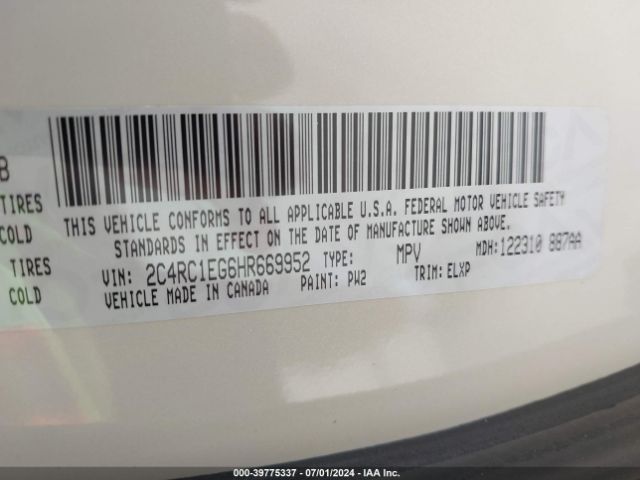 B
TIRES
COLD
TIRES
COLD
THIS VEHICLE CONFORMS TO ALL APPLICABLE U.S.A. FEDERAL MOTOR VEHICLE SAFETY
STANDARDS IN EFFECT ON THE DATE OF MANUFACTURE SHOWN ABOVE.
VIN: 2C4RC1EG6HR669952 TYPE: MPV MDH: 122310 887AA
VEHICLE MADE IN CANADA PAINT: PW2 TRIM: ELXP
000-39775337 / 07/01/2024 / IAA Inc.